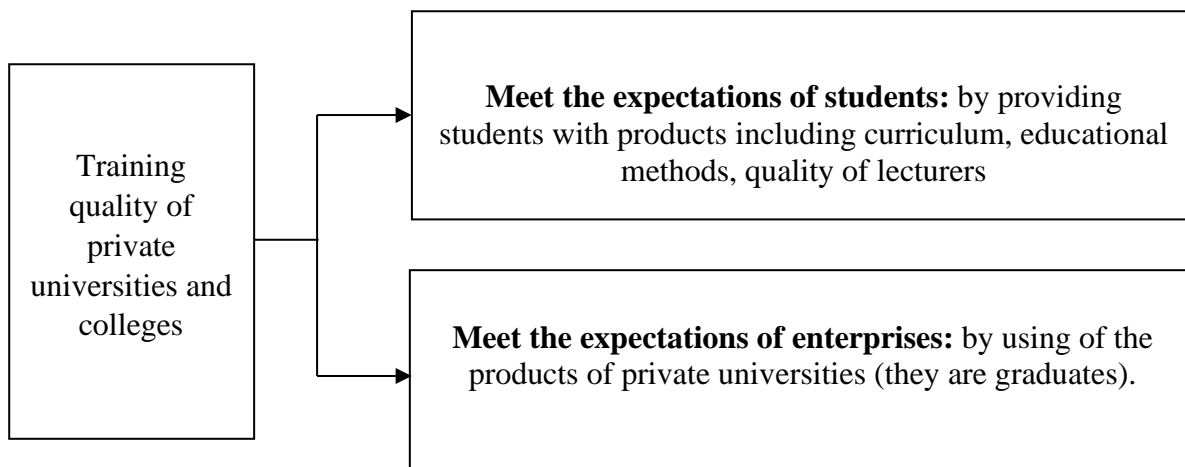 Training
quality of
private
universities and
colleges
Meet the expectations of students: by providing
students with products including curriculum, educational
methods, quality of lecturers
Meet the expectations of enterprises: by using of the
products of private universities (they are graduates).